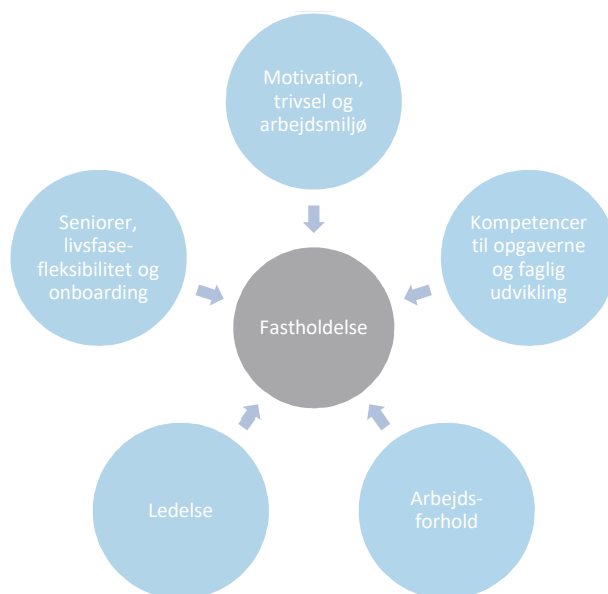 Motivation,
trivsel og
arbejdsmiljø
Kompetencer
til opgaverne
og faglig
udvikling
Arbejds-
forhold
Ledelse
Seniorer,
livsfase-
fleksibilitet og
onboarding
Fastholdelse